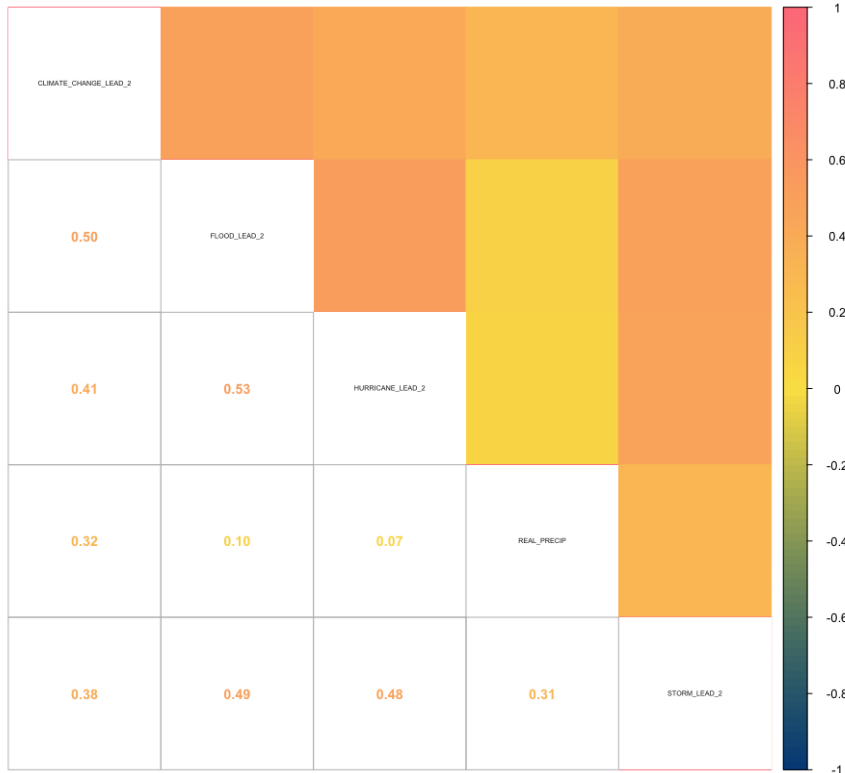 CLIMATE_CHANGE_LEAD_2
0.50 FLOOD_LEAD_2
0.41 0.53 HURRICANE_LEAD_2
0.32 0.10 0.07 REAL_PRECIP
0.38 0.49 0.48 0.31 STORM_LEAD_2
1
0.8
0.6
0.4
0.2
0
-0.2
-0.4
-0.6
-0.8
-1